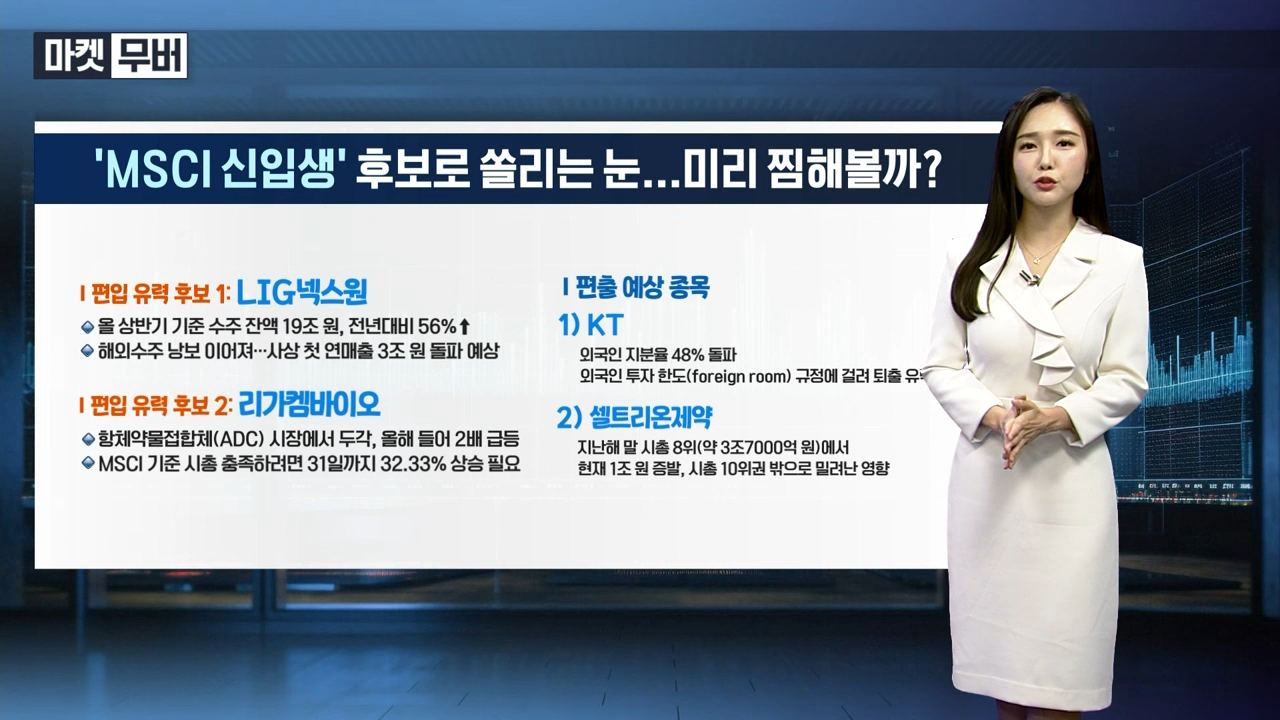 마켓 무버
'MSCI 신입생' 후보로 쏠리는 눈...미리 찜해볼까?
편입 유력 후보 1: LIG넥스원
올 상반기 기준 수주 잔액 19조 원, 전년대비 56%⬆
해외수주 낭보 이어져…사상 첫 연매출 3조 원 돌파 예상
편입 유력 후보 2: 리가켐바이오
항체약물접합체(ADC) 시장에서 두각, 올해 들어 2배 급등
MSCI 기준 시총 충족하려면 31일까지 32.33% 상승 필요
편출 예상 종목
1) KT
외국인 지분율 48% 돌파
외국인 투자 한도(foreign room) 규정에 걸려 퇴출
2) 셀트리온제약
지난해 말 시총 8위(약 3조7000억 원)에서
현재 1조 원 증발, 시총 10위권 밖으로 밀려난 영향